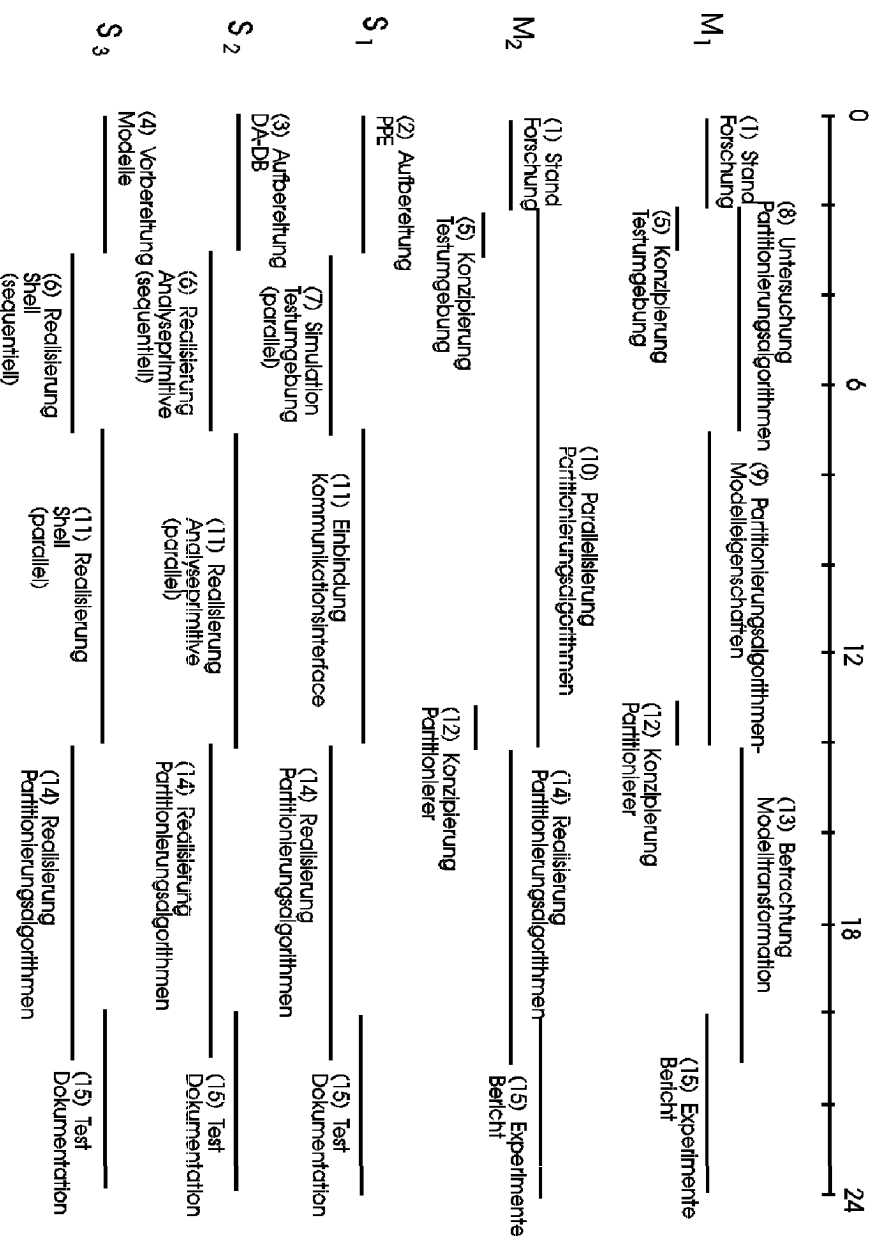 0 6 12 18 24
M1
(1) Stand
Forschung
(8) Untersuchung
Partitionierungsalgorithmen
(5) Konzipierung
Testumgebung
(9) Partitionierungsalgorithmen-
Modelleigenschaften
(12) Konzipierung
Partitionierer
(13) Betrachtung
Modelltransformation
(15) Experimente
Bericht
M2
(1) Stand
Forschung
(5) Konzipierung
Testumgebung
(10) Parallelisierung
Partitionierungsalgorithmen
(12) Konzipierung
Partitionierer
(14) Realisierung
Partitionierungsalgorithmen
(15) Experimente
Bericht
S1
(2) Aufbereitung
PPE
(7) Simulation
Testumgebung
(parallel)
(11) Einbindung
Kommunikationsinterface
(14) Realisierung
Partitionierungsalgorithmen
(15) Test
Dokumentation
S2
(3) Aufbereitung
DA-DB
(6) Realisierung
Analyseprimitive
(sequentiell)
(11) Realisierung
Analyseprimitive
(parallel)
(14) Realisierung
Partitionierungsalgorithmen
(15) Test
Dokumentation
S3
(4) Vorbereitung
Modelle
(6) Realisierung
Shell
(sequentiell)
(11) Realisierung
Shell
(parallel)
(14) Realisierung
Partitionierungsalgorithmen
(15) Test
Dokumentation